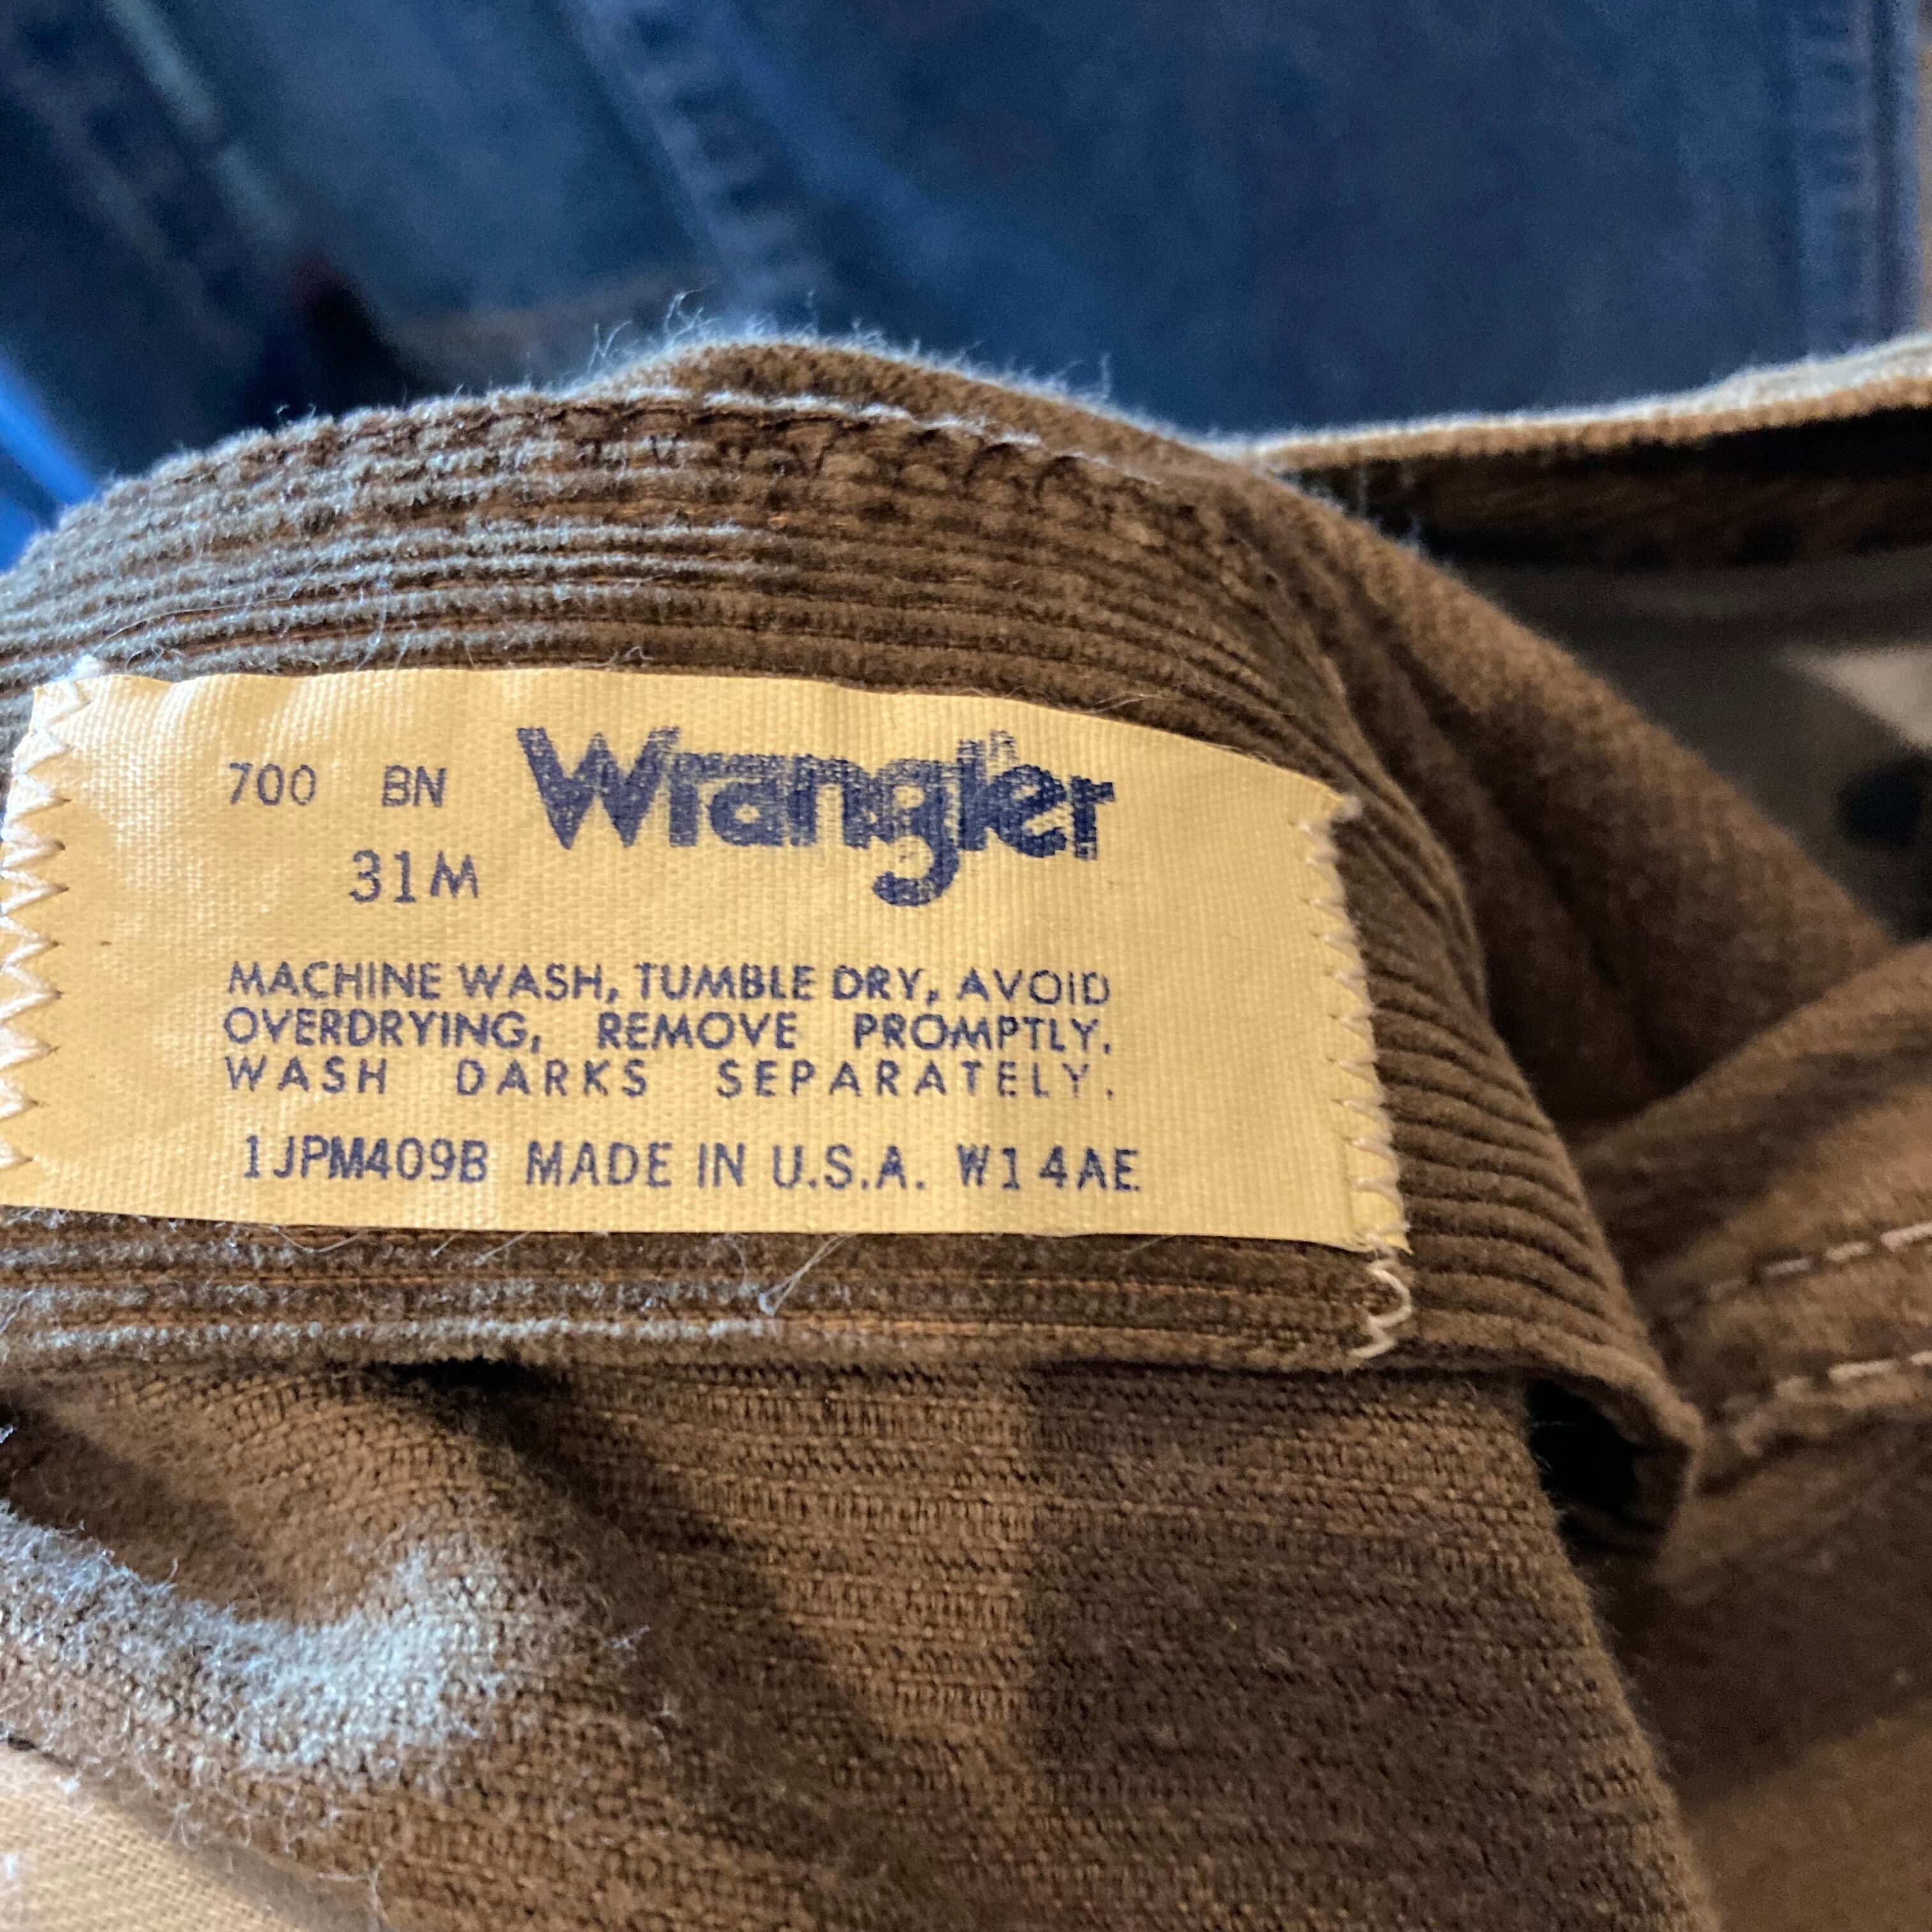 700 BN Wrangler
31M
MACHINE WASH, TUMBLE DRY, AVOID
OVERDRYING, REMOVE PROMPTLY,
WASH DARKS SEPARATELY.
1JPM409B MADE IN U.S.A. W14AE